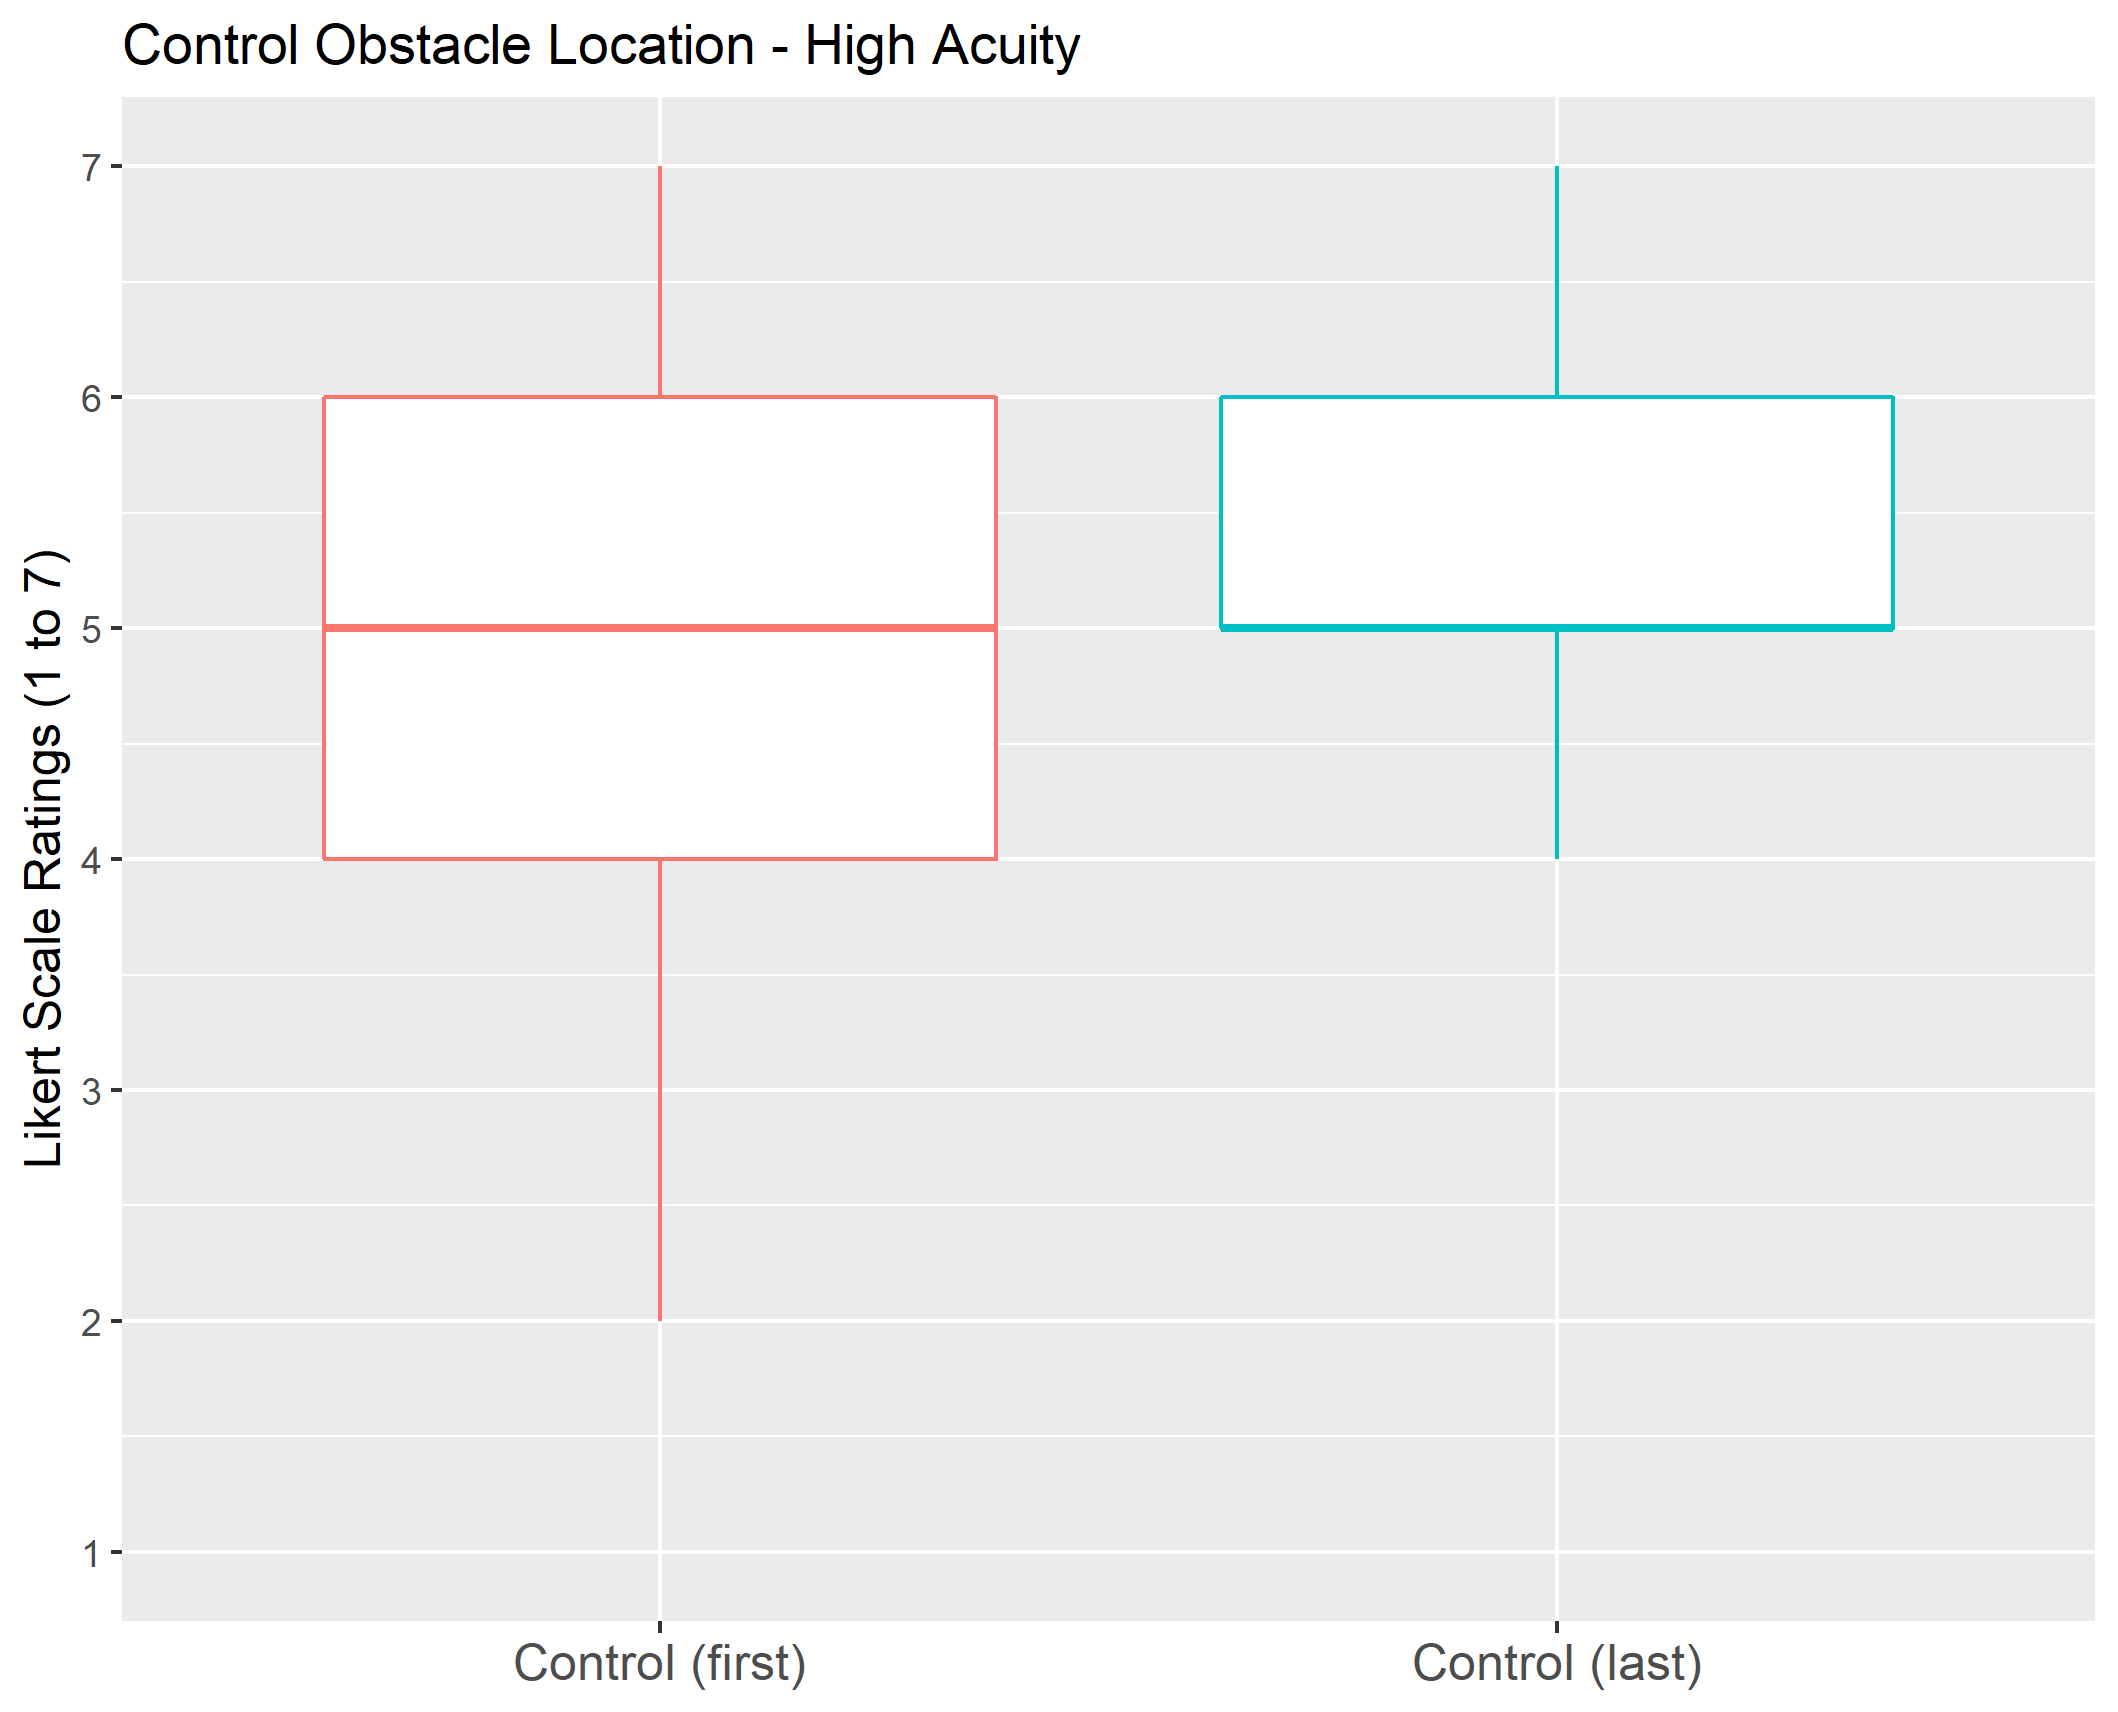 Control Obstacle Location - High Acuity
Likert Scale Ratings (1 to 7)
7
6
5
4
3
2
1
Control (first)
Control (last)